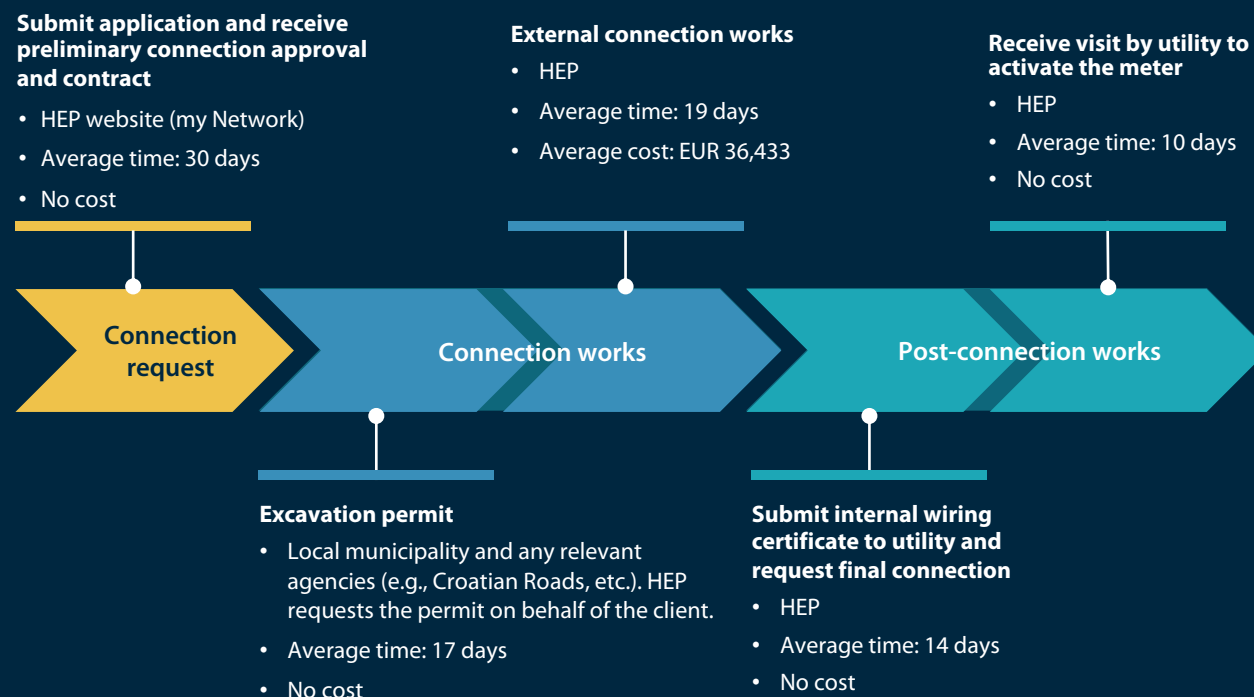 Submit application and receive
preliminary connection approval
and contract
• HEP website (my Network)
• Average time: 30 days
• No cost
External connection works
• HEP
• Average time: 19 days
• Average cost: EUR 36,433
Receive visit by utility to
activate the meter
• HEP
• Average time: 10 days
• No cost
Connection
request
Connection works
Post-connection works
Excavation permit
• Local municipality and any relevant
agencies (e.g., Croatian Roads, etc.). HEP
requests the permit on behalf of the client.
• Average time: 17 days
• No cost
Submit internal wiring
certificate to utility and
request final connection
• HEP
• Average time: 14 days
• No cost